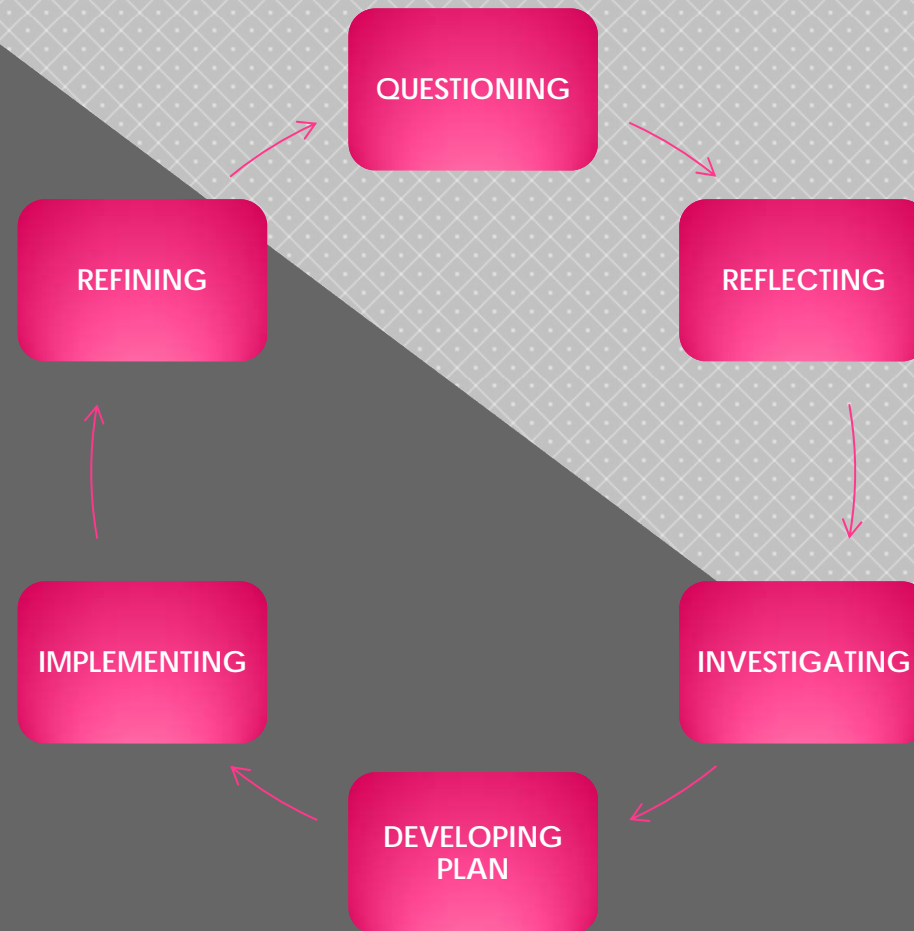 QUESTIONING
REFLECTING
INVESTIGATING
DEVELOPING
PLAN
IMPLEMENTING
REFINING